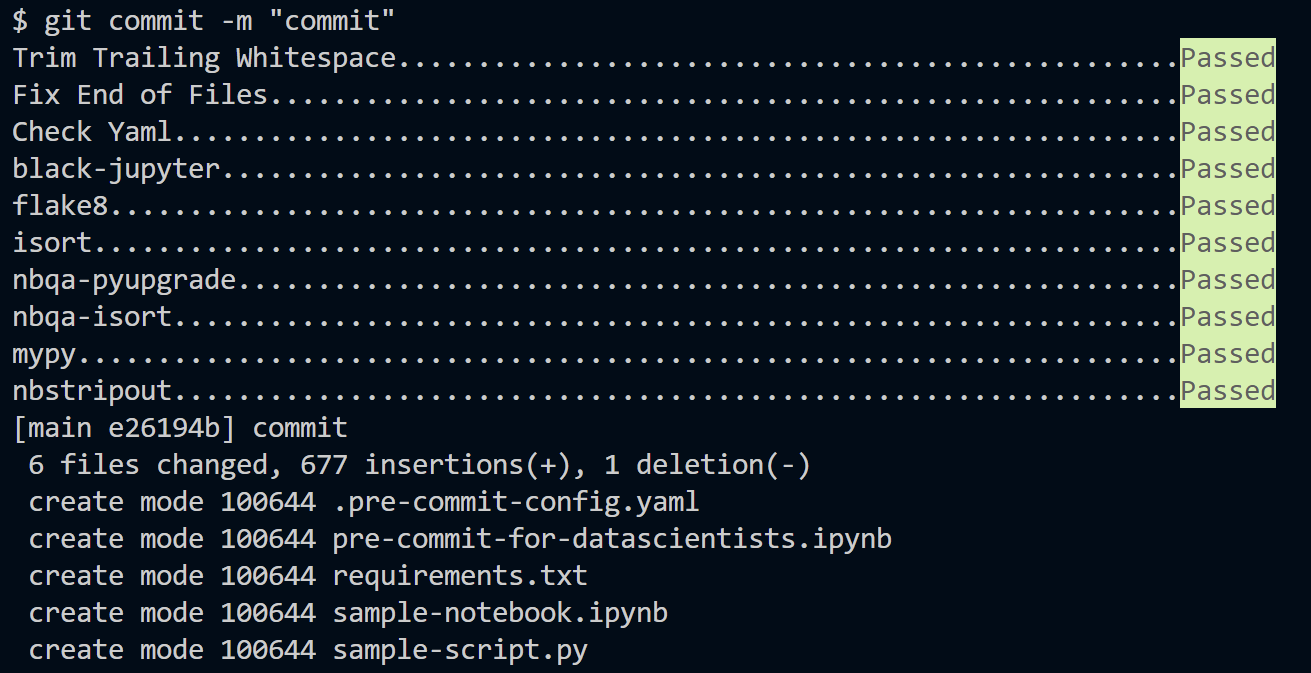 $ git commit -m "commit"
Trim Trailing Whitespace.................................................Passed
Fix End of Files.........................................................Passed
Check Yaml...............................................................Passed
black-jupyter............................................................Passed
flake8...................................................................Passed
isort....................................................................Passed
nbqa-pyupgrade...........................................................Passed
nbqa-isort...............................................................Passed
mypy.....................................................................Passed
nbstripout...............................................................Passed
[main e26194b] commit
 6 files changed, 677 insertions(+), 1 deletion(-)
 create mode 100644 .pre-commit-config.yaml
 create mode 100644 pre-commit-for-datascientists.ipynb
 create mode 100644 requirements.txt
 create mode 100644 sample-notebook.ipynb
 create mode 100644 sample-script.py